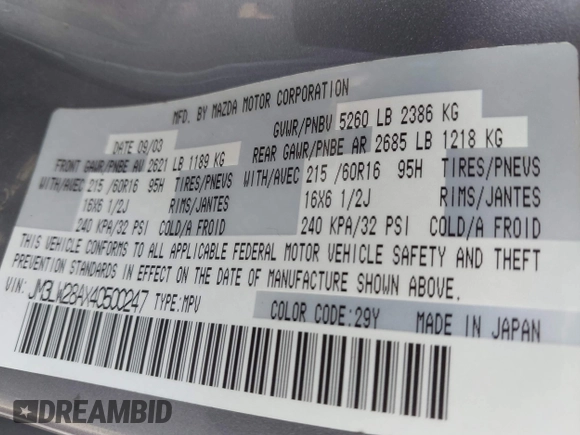 MFD. BY MAZDA MOTOR CORPORATION
DATE 09/03
GVWR/PNBV 5260 LB 2386 KG
FRONT GAWR/PNBE AV 2621 LB 1189 KG
REAR GAWR/PNBE AR 2685 LB 1218 KG
WITH/AVEC 215 /60R16 95H TIRES/PNEUS
WITH/AVEC 215 /60R16 95H TIRES/PNEUS
16X6 1/2J RIMS/JANTES
16X6 1/2J RIMS/JANTES
240 KPA/32 PSI COLD/A FROID
240 KPA/32 PSI COLD/A FROID
THIS VEHICLE CONFORMS TO ALL APPLICABLE FEDERAL MOTOR VEHICLE SAFETY AND THEFT
PREVENTION STANDARDS IN EFFECT ON THE DATE OF MANUFACTURE SHOWN ABOVE.
VIN: JM3LW28AX40500247 TYPE:MPV
COLOR CODE:29Y MADE IN JAPAN
DREAMBID